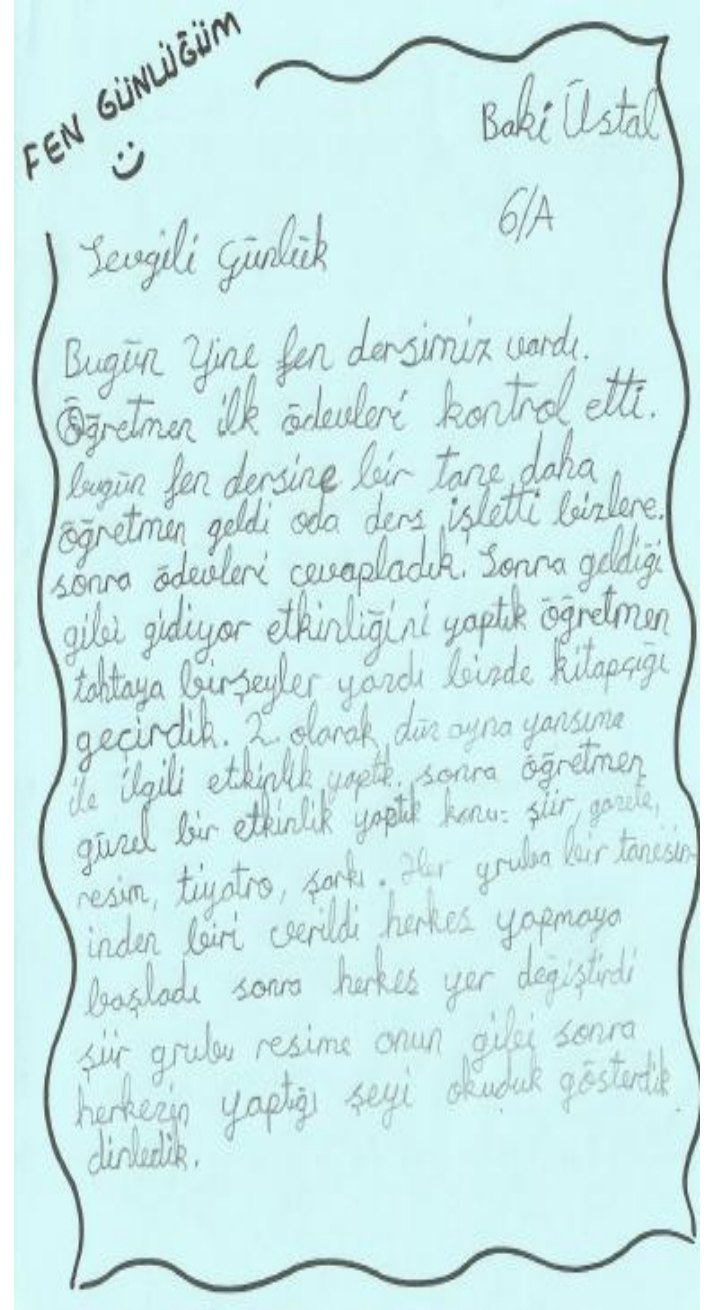 FEN GÜNLÜĞÜM
Baki Üstal
6/A
Sevgili Günlük
Bugün Yine fen dersimiz vardı.
Öğretmen ilk ödevleri kontrol etti.
bugün fen dersine bir tane daha
öğretmen geldi oda ders işletti bizlere.
sonra ödevleri cevapladık. Sonra geldiği
gibi gidiyor etkinliğini yaptık öğretmen
tahtaya birşeyler yazdı bizde kitapçığı
geçirdik. 2. olarak düz ayna yansıma
ile ilgili etkinlik yaptık. sonra öğretmen
güzel bir etkinlik yaptık konu: şiir, gazete,
resim, tiyatro, şarkı. Her gruba bir tanesin-
inden biri verildi herkes yapmaya
başladı sonra herkes yer değiştirdi
şiir grubu resime onun gibi sonra
herkezin yaptığı şeyi okuduk gösterdik
dinledik.